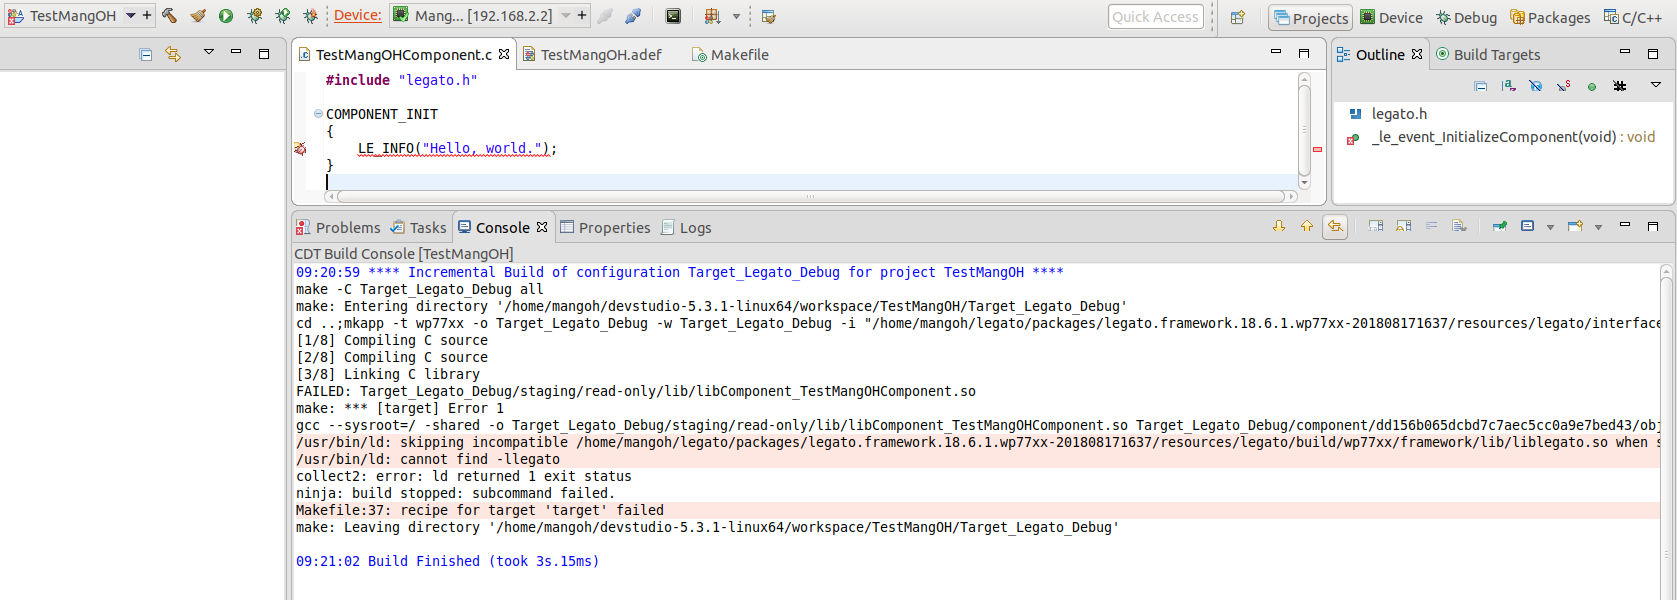 TestMangOH
Device:
Mang... [192.168.2.2]
Quick Access
Projects
Device
Debug
Packages
C/C++
TestMangOHComponent.c
TestMangOH.adef
Makefile
#include "legato.h"
COMPONENT_INIT
{
LE_INFO("Hello, world.");
}
Outline
Build Targets
legato.h
_le_event_InitializeComponent(void) : void
Problems
Tasks
Console
Properties
Logs
CDT Build Console [TestMangOH]
09:20:59 **** Incremental Build of configuration Target_Legato_Debug for project TestMangOH ****
make -C Target_Legato_Debug all
make: Entering directory '/home/mangoh/devstudio-5.3.1-linux64/workspace/TestMangOH/Target_Legato_Debug'
cd ..;mkapp -t wp77xx -o Target_Legato_Debug -w Target_Legato_Debug -i "/home/mangoh/legato/packages/legato.framework.18.6.1.wp77xx-201808171637/resources/legato/interface
[1/8] Compiling C source
[2/8] Compiling C source
[3/8] Linking C library
FAILED: Target_Legato_Debug/staging/read-only/lib/libComponent_TestMangOHComponent.so
make: *** [target] Error 1
gcc --sysroot=/ -shared -o Target_Legato_Debug/staging/read-only/lib/libComponent_TestMangOHComponent.so Target_Legato_Debug/component/dd156b065dcbd7c7aec5cc0a9e7bed43/obj
/usr/bin/ld: skipping incompatible /home/mangoh/legato/packages/legato.framework.18.6.1.wp77xx-201808171637/resources/legato/build/wp77xx/framework/lib/liblegato.so when s
/usr/bin/ld: cannot find -llegato
collect2: error: ld returned 1 exit status
ninja: build stopped: subcommand failed.
Makefile:37: recipe for target 'target' failed
make: Leaving directory '/home/mangoh/devstudio-5.3.1-linux64/workspace/TestMangOH/Target_Legato_Debug'
09:21:02 Build Finished (took 3s.15ms)